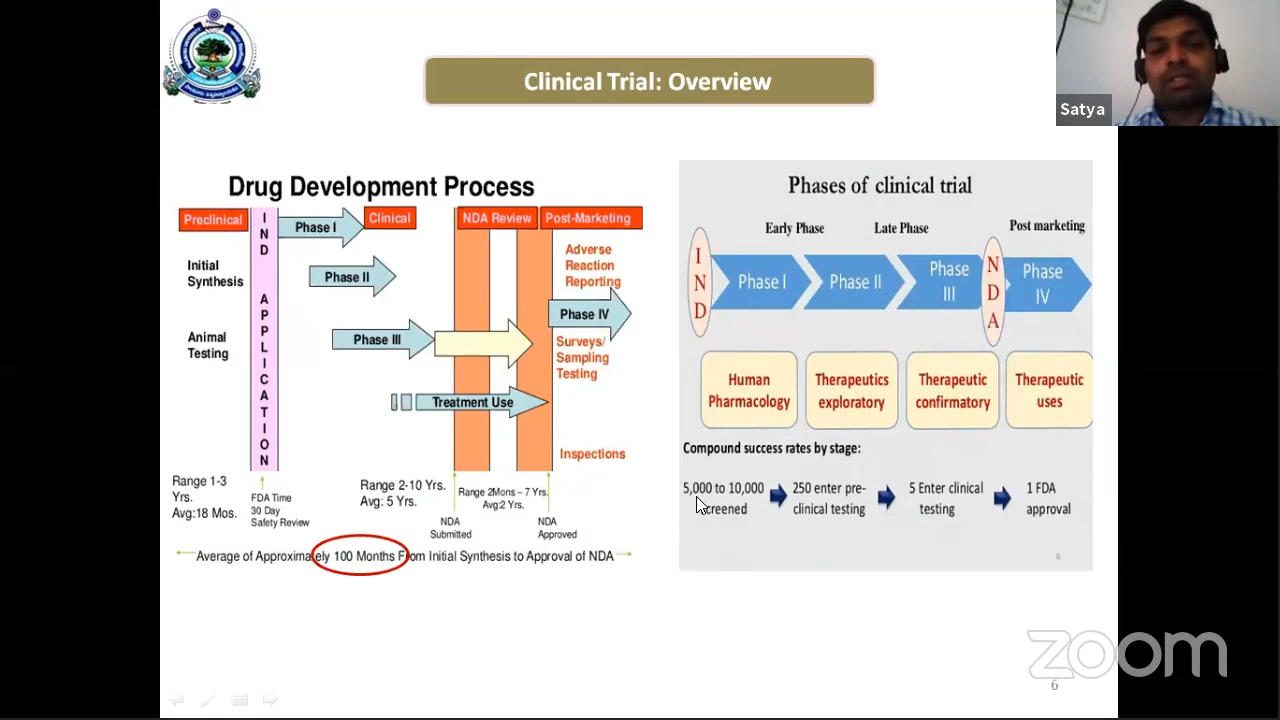 Clinical Trial: Overview
Satya
Drug Development Process
Preclinical
IND APPLICATION
Phase I
Clinical
NDA Review
Post-Marketing
Initial
Synthesis
Phase II
Adverse
Reaction
Reporting
Phase IV
Animal
Testing
Phase III
Surveys/
Sampling
Testing
Treatment Use
Inspections
Range 1-3
Yrs.
Avg:18 Mos.
FDA Time
30 Day
Safety Review
Range 2-10 Yrs.
Avg: 5 Yrs.
Range 2Mons – 7 Yrs.
Avg:2 Yrs.
NDA
Submitted
NDA
Approved
Average of Approximately 100 Months From Initial Synthesis to Approval of NDA
Phases of clinical trial
Early Phase
Late Phase
Post marketing
IND
Phase I
Phase II
Phase
III
NDA
Phase
IV
Human
Pharmacology
Therapeutics
exploratory
Therapeutic
confirmatory
Therapeutic
uses
Compound success rates by stage:
5,000 to 10,000
screened
250 enter pre-
clinical testing
5 Enter clinical
testing
1 FDA
approval
zoom
6